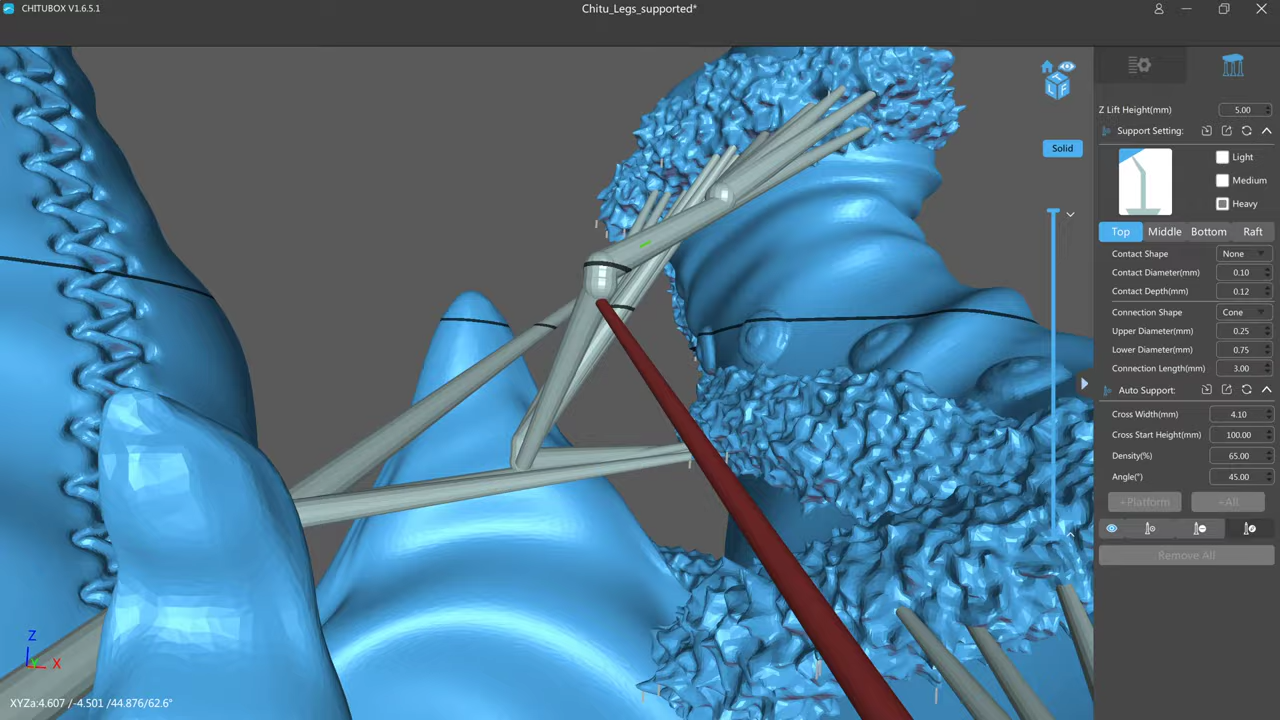 CHITUBOX V1.6.5.1
Chitu_Legs_supported*
Z Lift Height(mm) 5.00
Support Setting:
Light
Medium
Heavy
Top Middle Bottom Raft
Contact Shape None
Contact Diameter(mm) 0.10
Contact Depth(mm) 0.12
Connection Shape Cone
Upper Diameter(mm) 0.25
Lower Diameter(mm) 0.75
Connection Length(mm) 3.00
Auto Support:
Cross Width(mm) 4.10
Cross Start Height(mm) 100.00
Density(%) 65.00
Angle(°) 45.00
+Platform +All
Remove All
Solid
L F
Z
Y X
XYZa:4.607 /-4.501 /44.876/62.6°